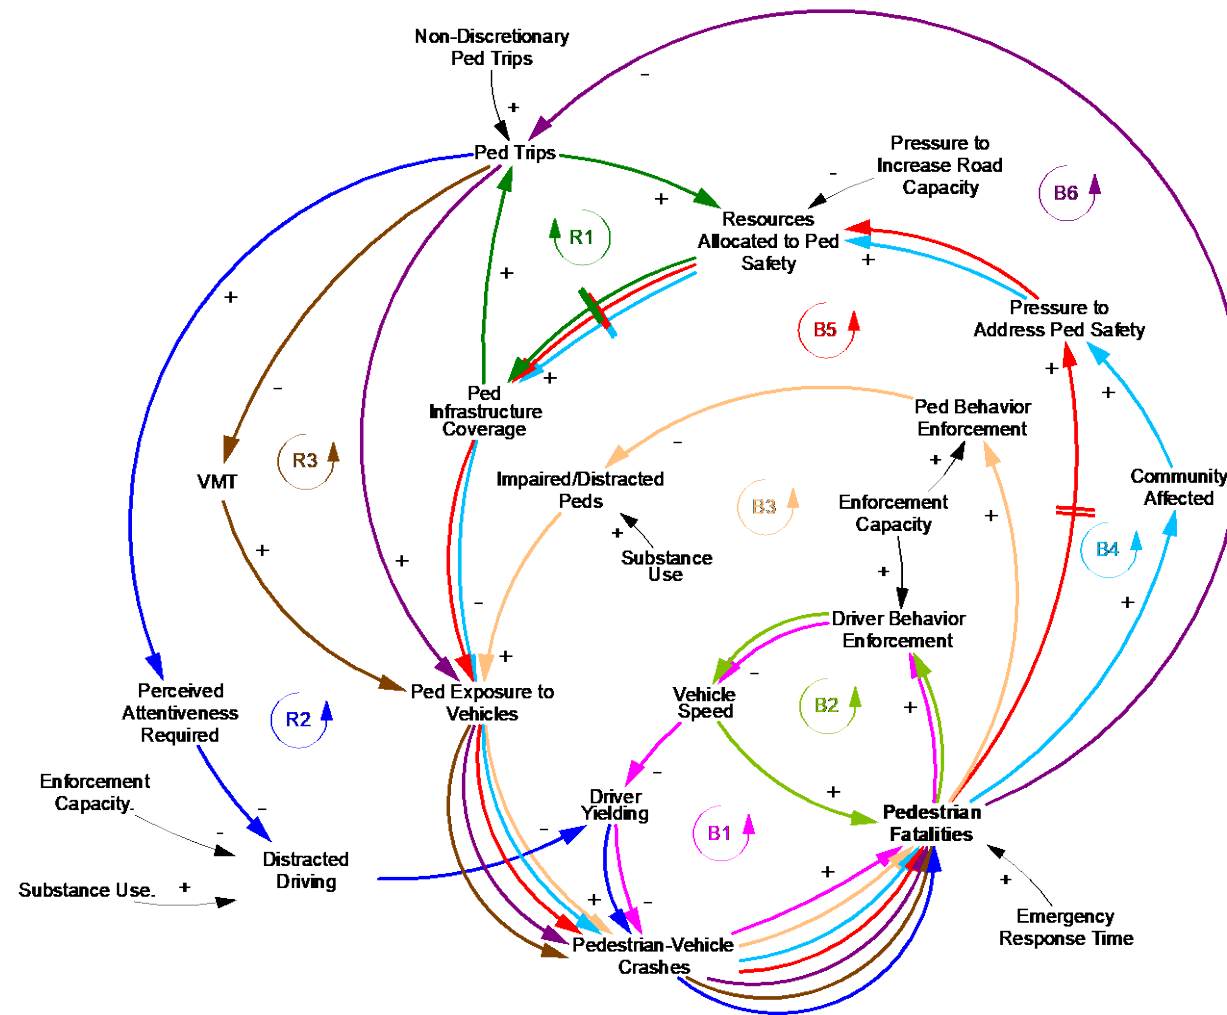 Non-Discretionary
Ped Trips
+
-
Ped Trips
Pressure to
Increase Road
Capacity
-
B6
+
Resources
Allocated to Ped
Safety
R1
+
+
+
Pressure to
Address Ped Safety
B5
-
+
+
+
Ped
Infrastructure
Coverage
Ped Behavior
Enforcement
-
R3
VMT
Impaired/Distracted
Peds
+
Community
Affected
B3
Enforcement
Capacity
+
+
+
+
Substance
Use
B4
+
+
-
+
Driver Behavior
Enforcement
+
Perceived
Attentiveness
Required
Ped Exposure to
Vehicles
-
Vehicle
Speed
B2
+
R2
Enforcement
Capacity.
-
+
Driver
Yielding
Pedestrian
Fatalities
-
-
-
B1
Distracted
Driving
+
+
Substance Use.
+
-
+
Emergency
Response Time
Pedestrian-Vehicle
Crashes